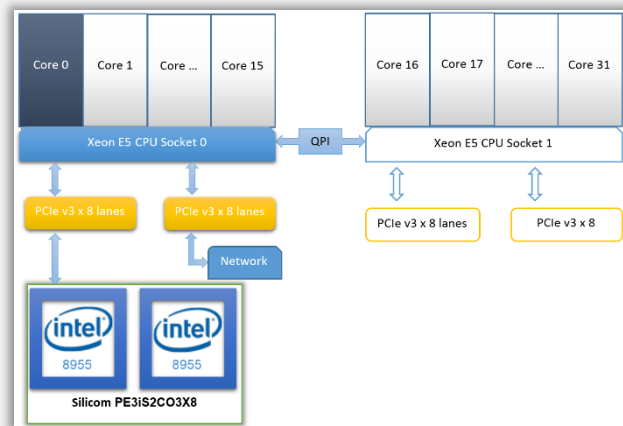 Core 0
Core 1
Core ...
Core 15
Core 16
Core 17
Core ...
Core 31
Xeon E5 CPU Socket 0
QPI
Xeon E5 CPU Socket 1
PCIe v3 x 8 lanes
PCIe v3 x 8 lanes
PCIe v3 x 8 lanes
PCIe v3 x 8
Network
intel
8955
intel
8955
Silicom PE3iS2CO3X8